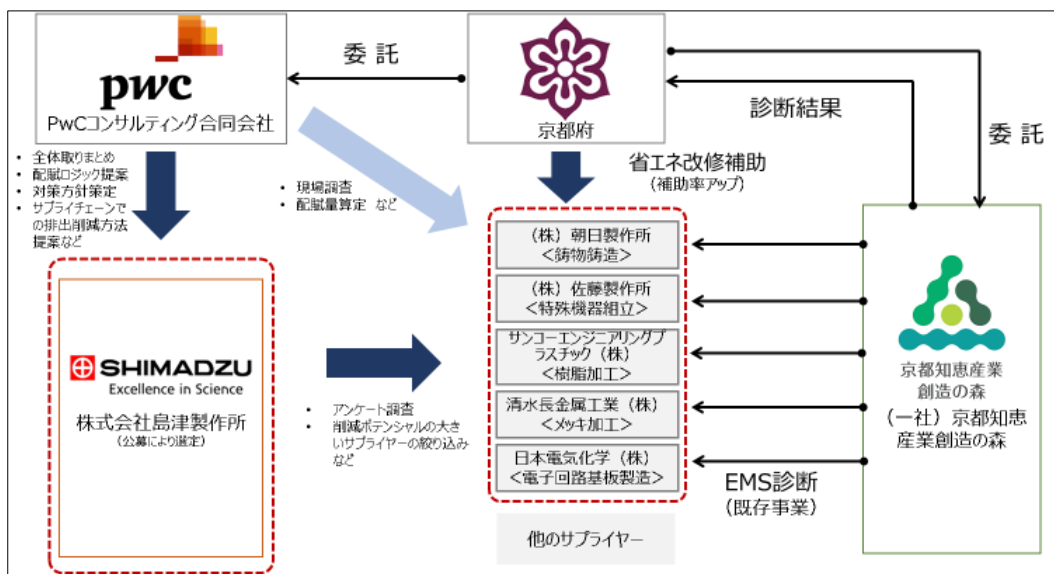 pwc
PwCコンサルティング合同会社
委 託
京都府
診断結果
委 託
• 全体取りまとめ
• 配賦ロジック提案
• 対策方針策定
• サプライチェーンで
の排出削減方法
提案など
• 現場調査
• 配賦量算定 など
省エネ改修補助
(補助率アップ)
SHIMADZU
Excellence in Science
株式会社島津製作所
(公募により選定)
• アンケート調査
• 削減ポテンシャルの大き
いサプライヤーの絞り込み
など
(株)朝日製作所
<鋳物鋳造>
(株)佐藤製作所
<特殊機器組立>
サンコーエンジニアリングプ
ラスチック(株)
<樹脂加工>
清水長金属工業(株)
<メッキ加工>
日本電気化学(株)
<電子回路基板製造>
他のサプライヤー
EMS診断
(既存事業)
京都知恵産業
創造の森
(一社)京都知恵
産業創造の森